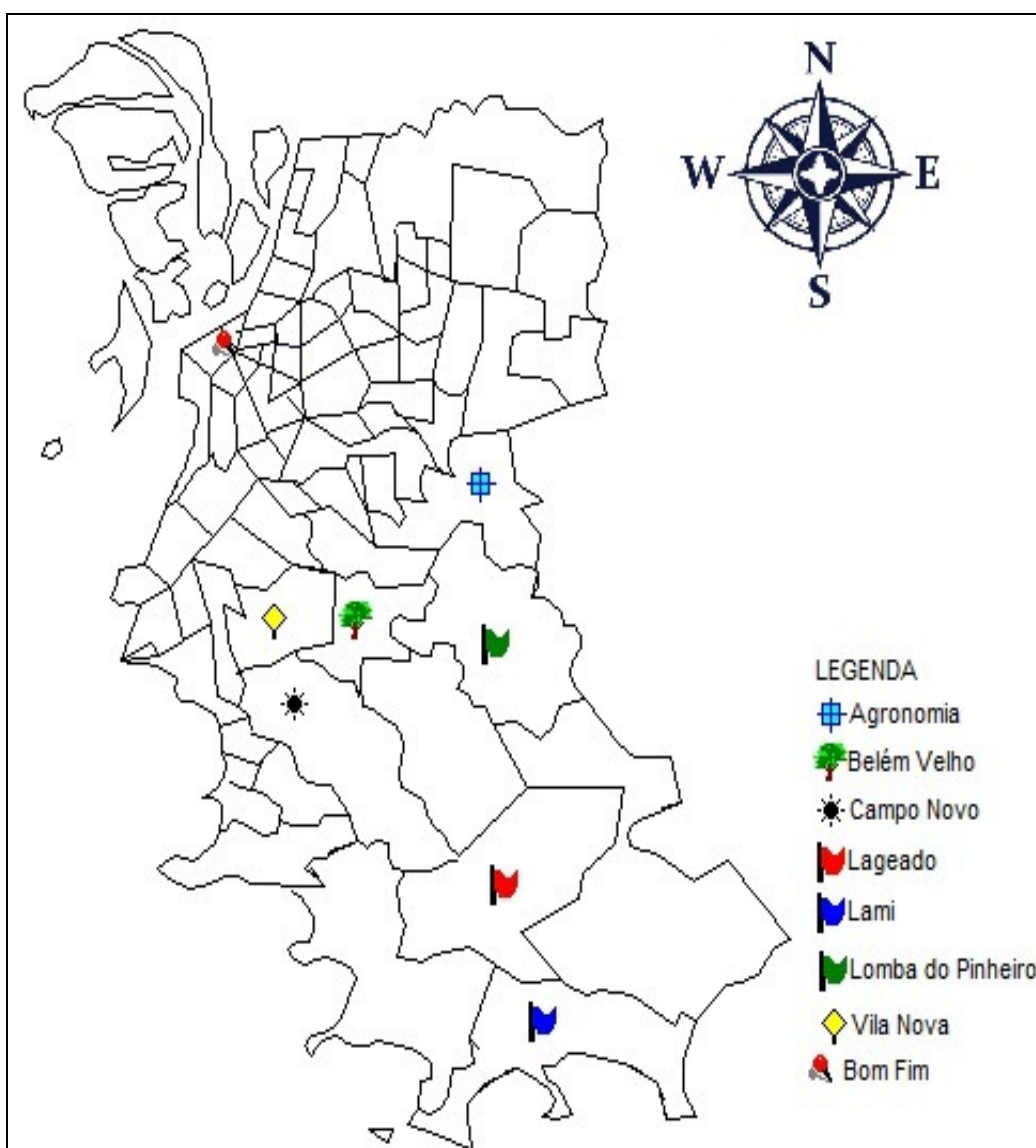 N
W E
S
LEGENDA
Agronomia
Belém Velho
Campo Novo
Lageado
Lami
Lomba do Pinheiro
Vila Nova
Bom Fim